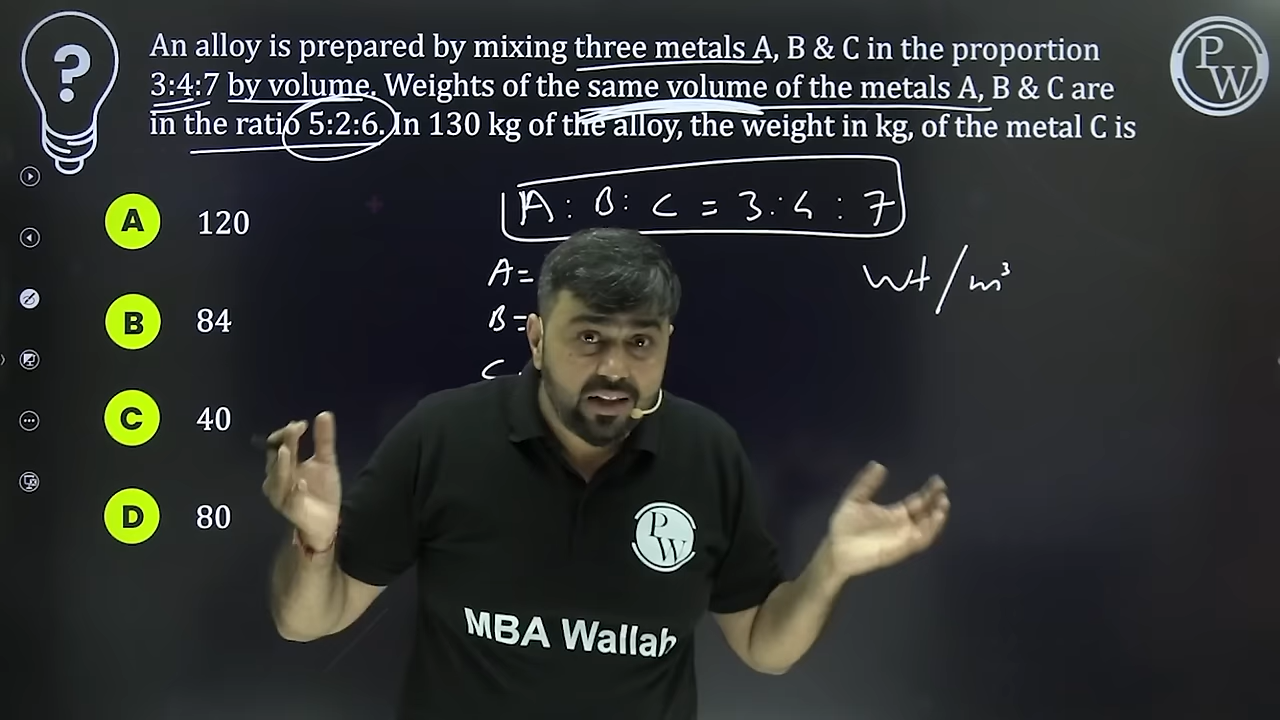 An alloy is prepared by mixing three metals A, B & C in the proportion
3:4:7 by volume. Weights of the same volume of the metals A, B & C are
in the ratio 5:2:6. In 130 kg of the alloy, the weight in kg, of the metal C is
P
W
A : B : C = 3 : 4 : 7
A =
B =
C
Wt/m³
A 120
B 84
C 40
D 80
P
W
MBA Wallah